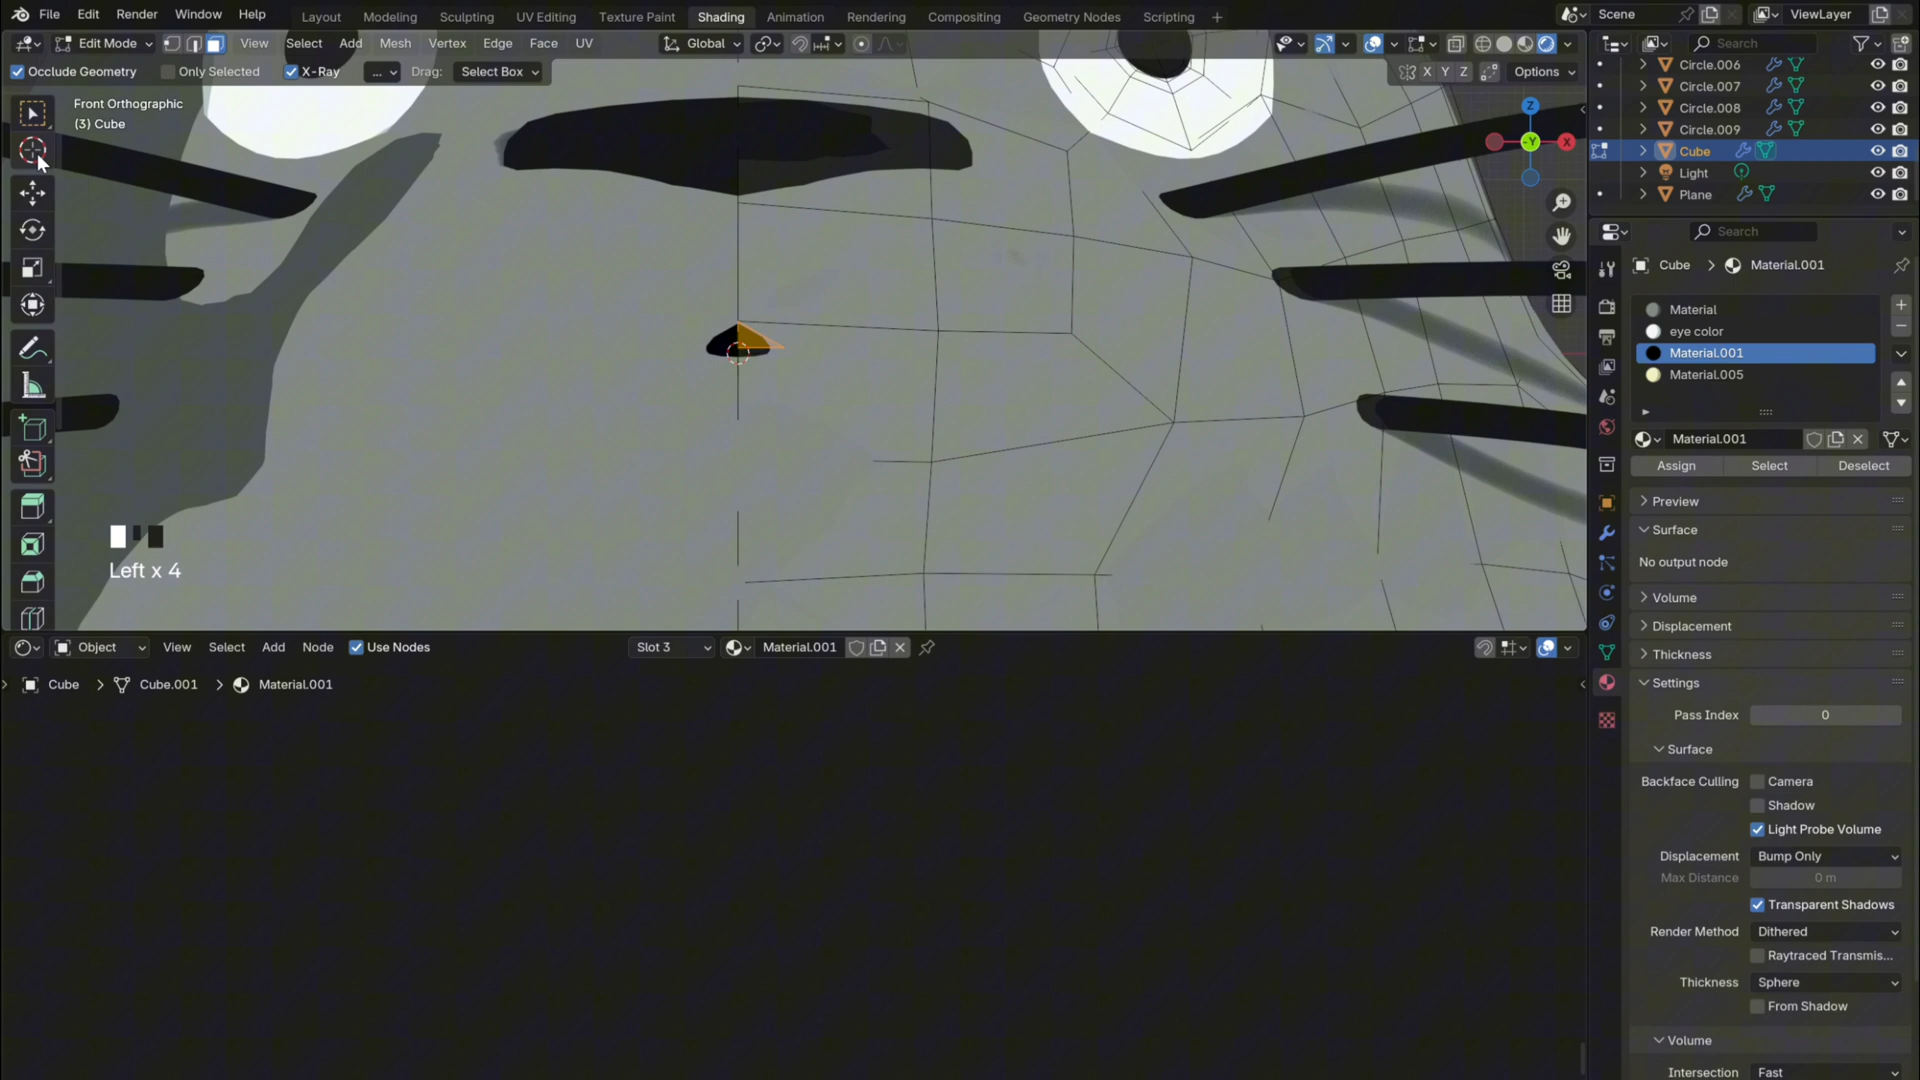 File Edit Render Window Help Layout Modeling Sculpting UV Editing Texture Paint Shading Animation Rendering Compositing Geometry Nodes Scripting + Scene ViewLayer
Edit Mode View Select Add Mesh Vertex Edge Face UV Global Search
Occlude Geometry Only Selected X-Ray ... Drag: Select Box X Y Z Options
Front Orthographic
(3) Cube
Z
-Y
X
Circle.006
Circle.007
Circle.008
Circle.009
Cube
Light
Plane
Search
Cube > Material.001
Material
eye color
Material.001
Material.005
Material.001
Assign Select Deselect
Preview
Surface
No output node
Volume
Displacement
Thickness
Settings
Pass Index 0
Surface
Backface Culling Camera
Shadow
Light Probe Volume
Displacement Bump Only
Max Distance 0 m
Transparent Shadows
Render Method Dithered
Raytraced Transmis...
Thickness Sphere
From Shadow
Volume
Intersection Fast
Left x 4
Object View Select Add Node Use Nodes Slot 3 Material.001
Cube > Cube.001 > Material.001